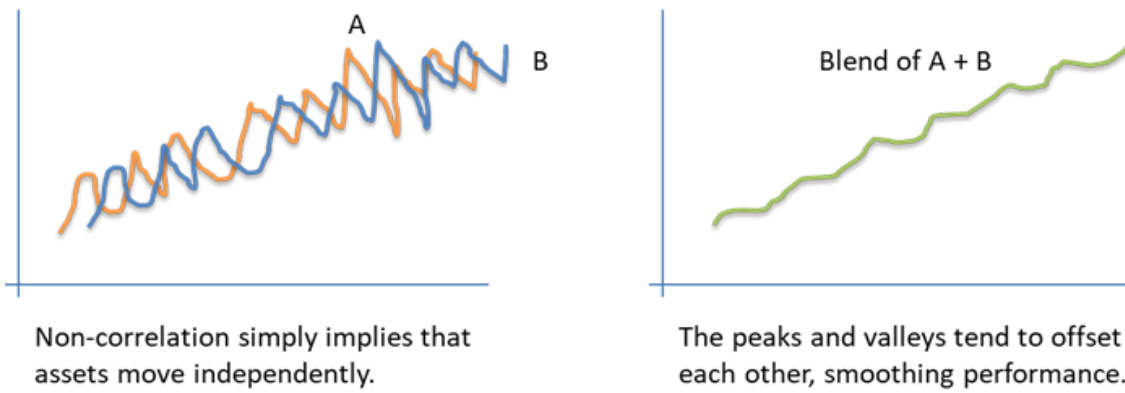 A
B
Blend of A + B
Non-correlation simply implies that
assets move independently.
The peaks and valleys tend to offset
each other, smoothing performance.